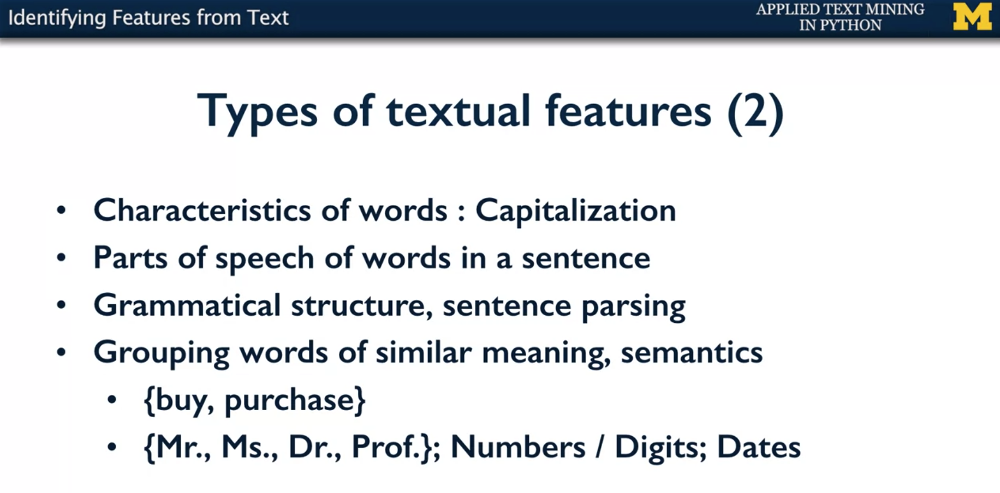 Identifying Features from Text
APPLIED TEXT MINING
IN PYTHON
M
Types of textual features (2)
• Characteristics of words : Capitalization
• Parts of speech of words in a sentence
• Grammatical structure, sentence parsing
• Grouping words of similar meaning, semantics
• {buy, purchase}
• {Mr., Ms., Dr., Prof.}; Numbers / Digits; Dates